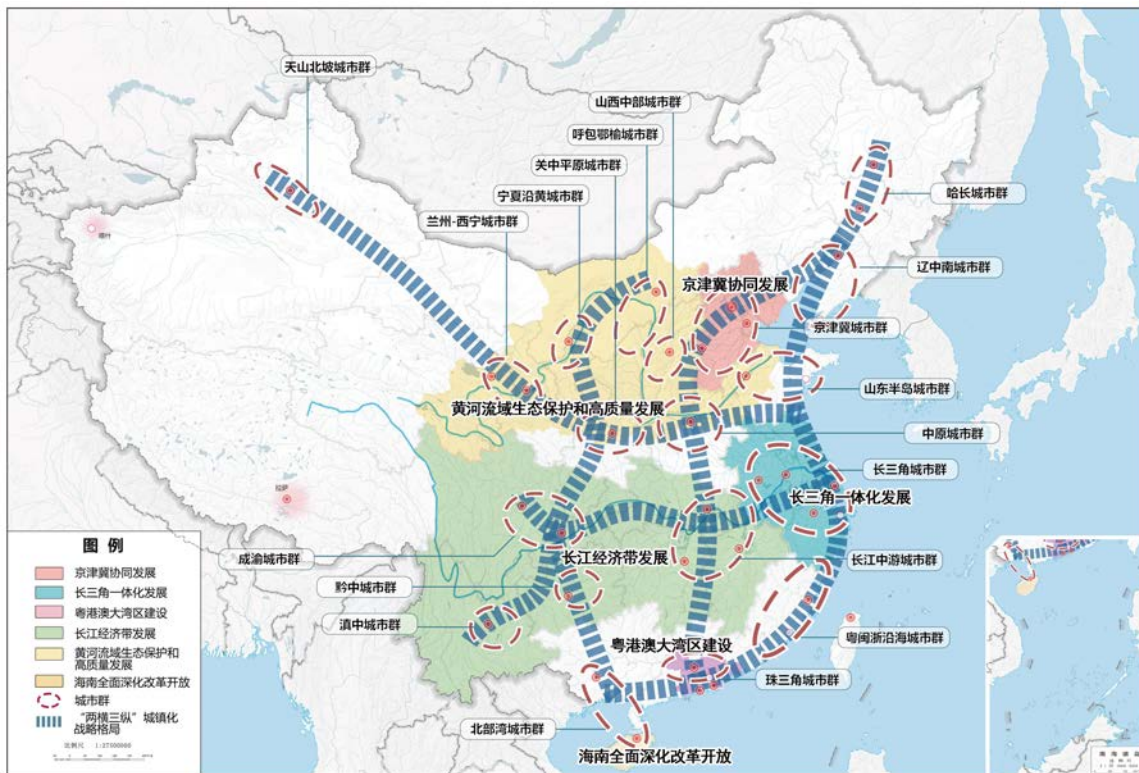 天山北坡城市群
山西中部城市群
呼包鄂榆城市群
关中平原城市群
宁夏沿黄城市群
兰州-西宁城市群
哈长城市群
辽中南城市群
京津冀协同发展
京津冀城市群
山东半岛城市群
黄河流域生态保护和高质量发展
中原城市群
长三角城市群
长三角一体化发展
拉萨
成渝城市群
长江经济带发展
长江中游城市群
黔中城市群
滇中城市群
粤闽浙沿海城市群
粤港澳大湾区建设
珠三角城市群
北部湾城市群
海南全面深化改革开放
图 例
京津冀协同发展
长三角一体化发展
粤港澳大湾区建设
长江经济带发展
黄河流域生态保护和
高质量发展
海南全面深化改革开放
城市群
“两横三纵”城镇化
战略格局
比例尺 1:37500000